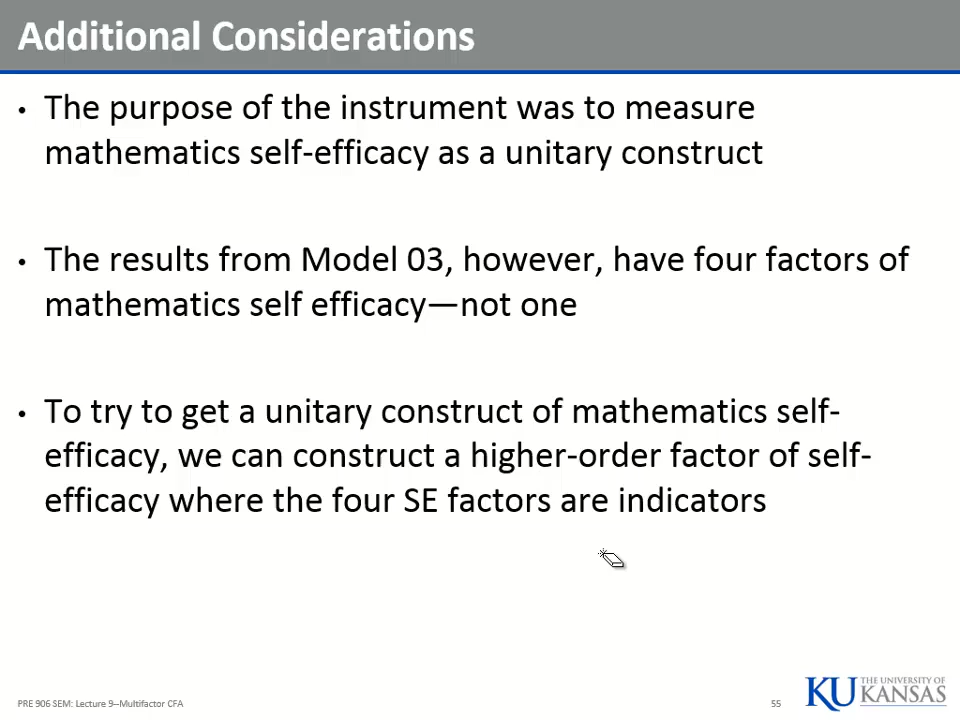 Additional Considerations
• The purpose of the instrument was to measure
mathematics self-efficacy as a unitary construct
• The results from Model 03, however, have four factors of
mathematics self efficacy—not one
• To try to get a unitary construct of mathematics self-
efficacy, we can construct a higher-order factor of self-
efficacy where the four SE factors are indicators
PRE 906 SEM: Lecture 9--Multifactor CFA
55
KU THE UNIVERSITY OF
KANSAS